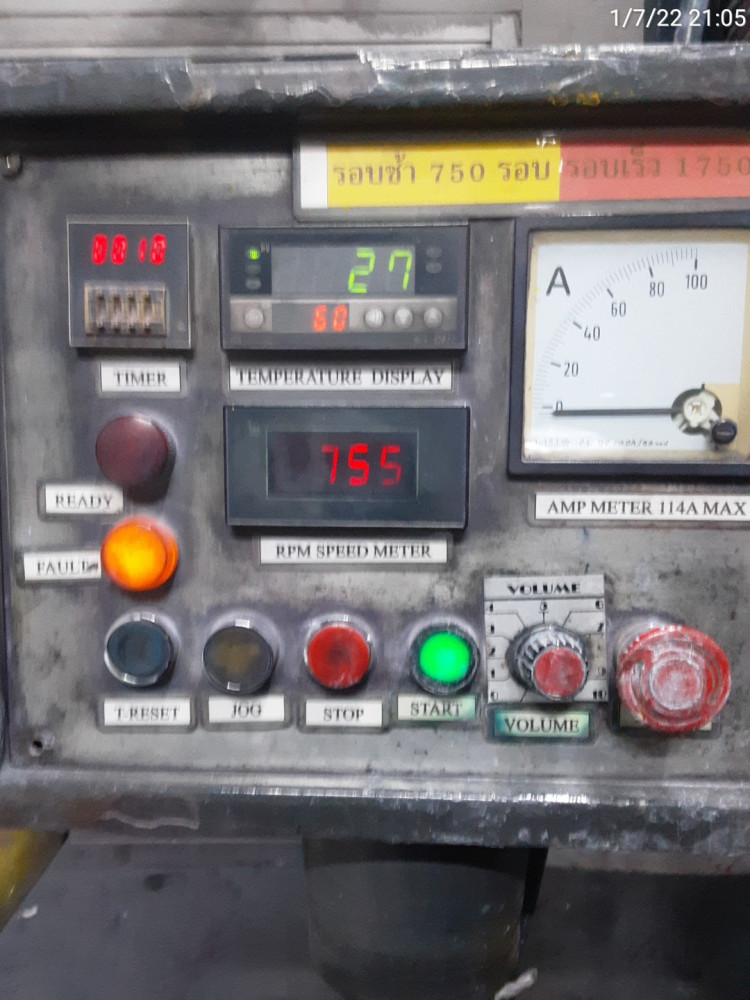 1/7/22 21:05
รอบช้า 750 รอบ รอบเร็ว 1750
0010
27
60
A
0 20 40 60 80 100
TIMER
TEMPERATURE DISPLAY
755
READY
AMP METER 114A MAX
RPM SPEED METER
FAULT
VOLUME
T-RESET
JOG
STOP
START
VOLUME